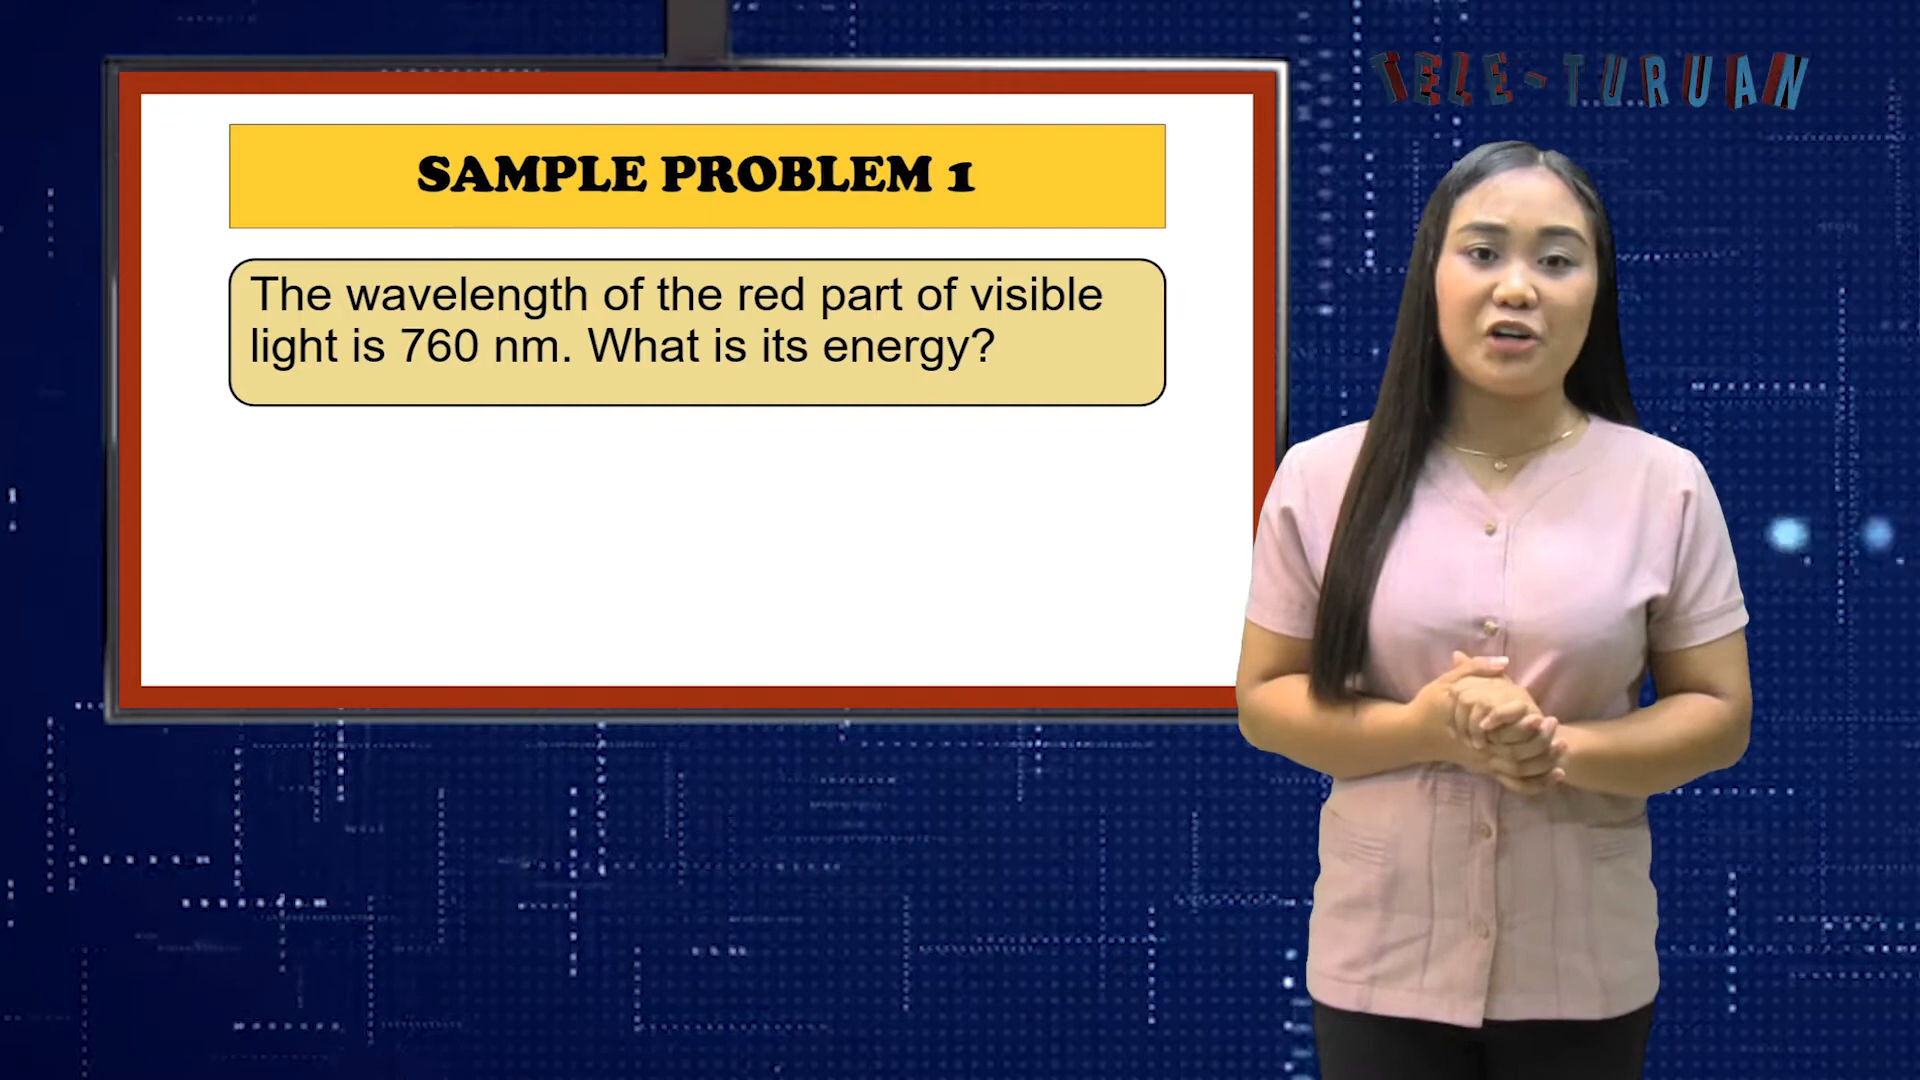 TELE-TURUAN
SAMPLE PROBLEM 1
The wavelength of the red part of visible
light is 760 nm. What is its energy?